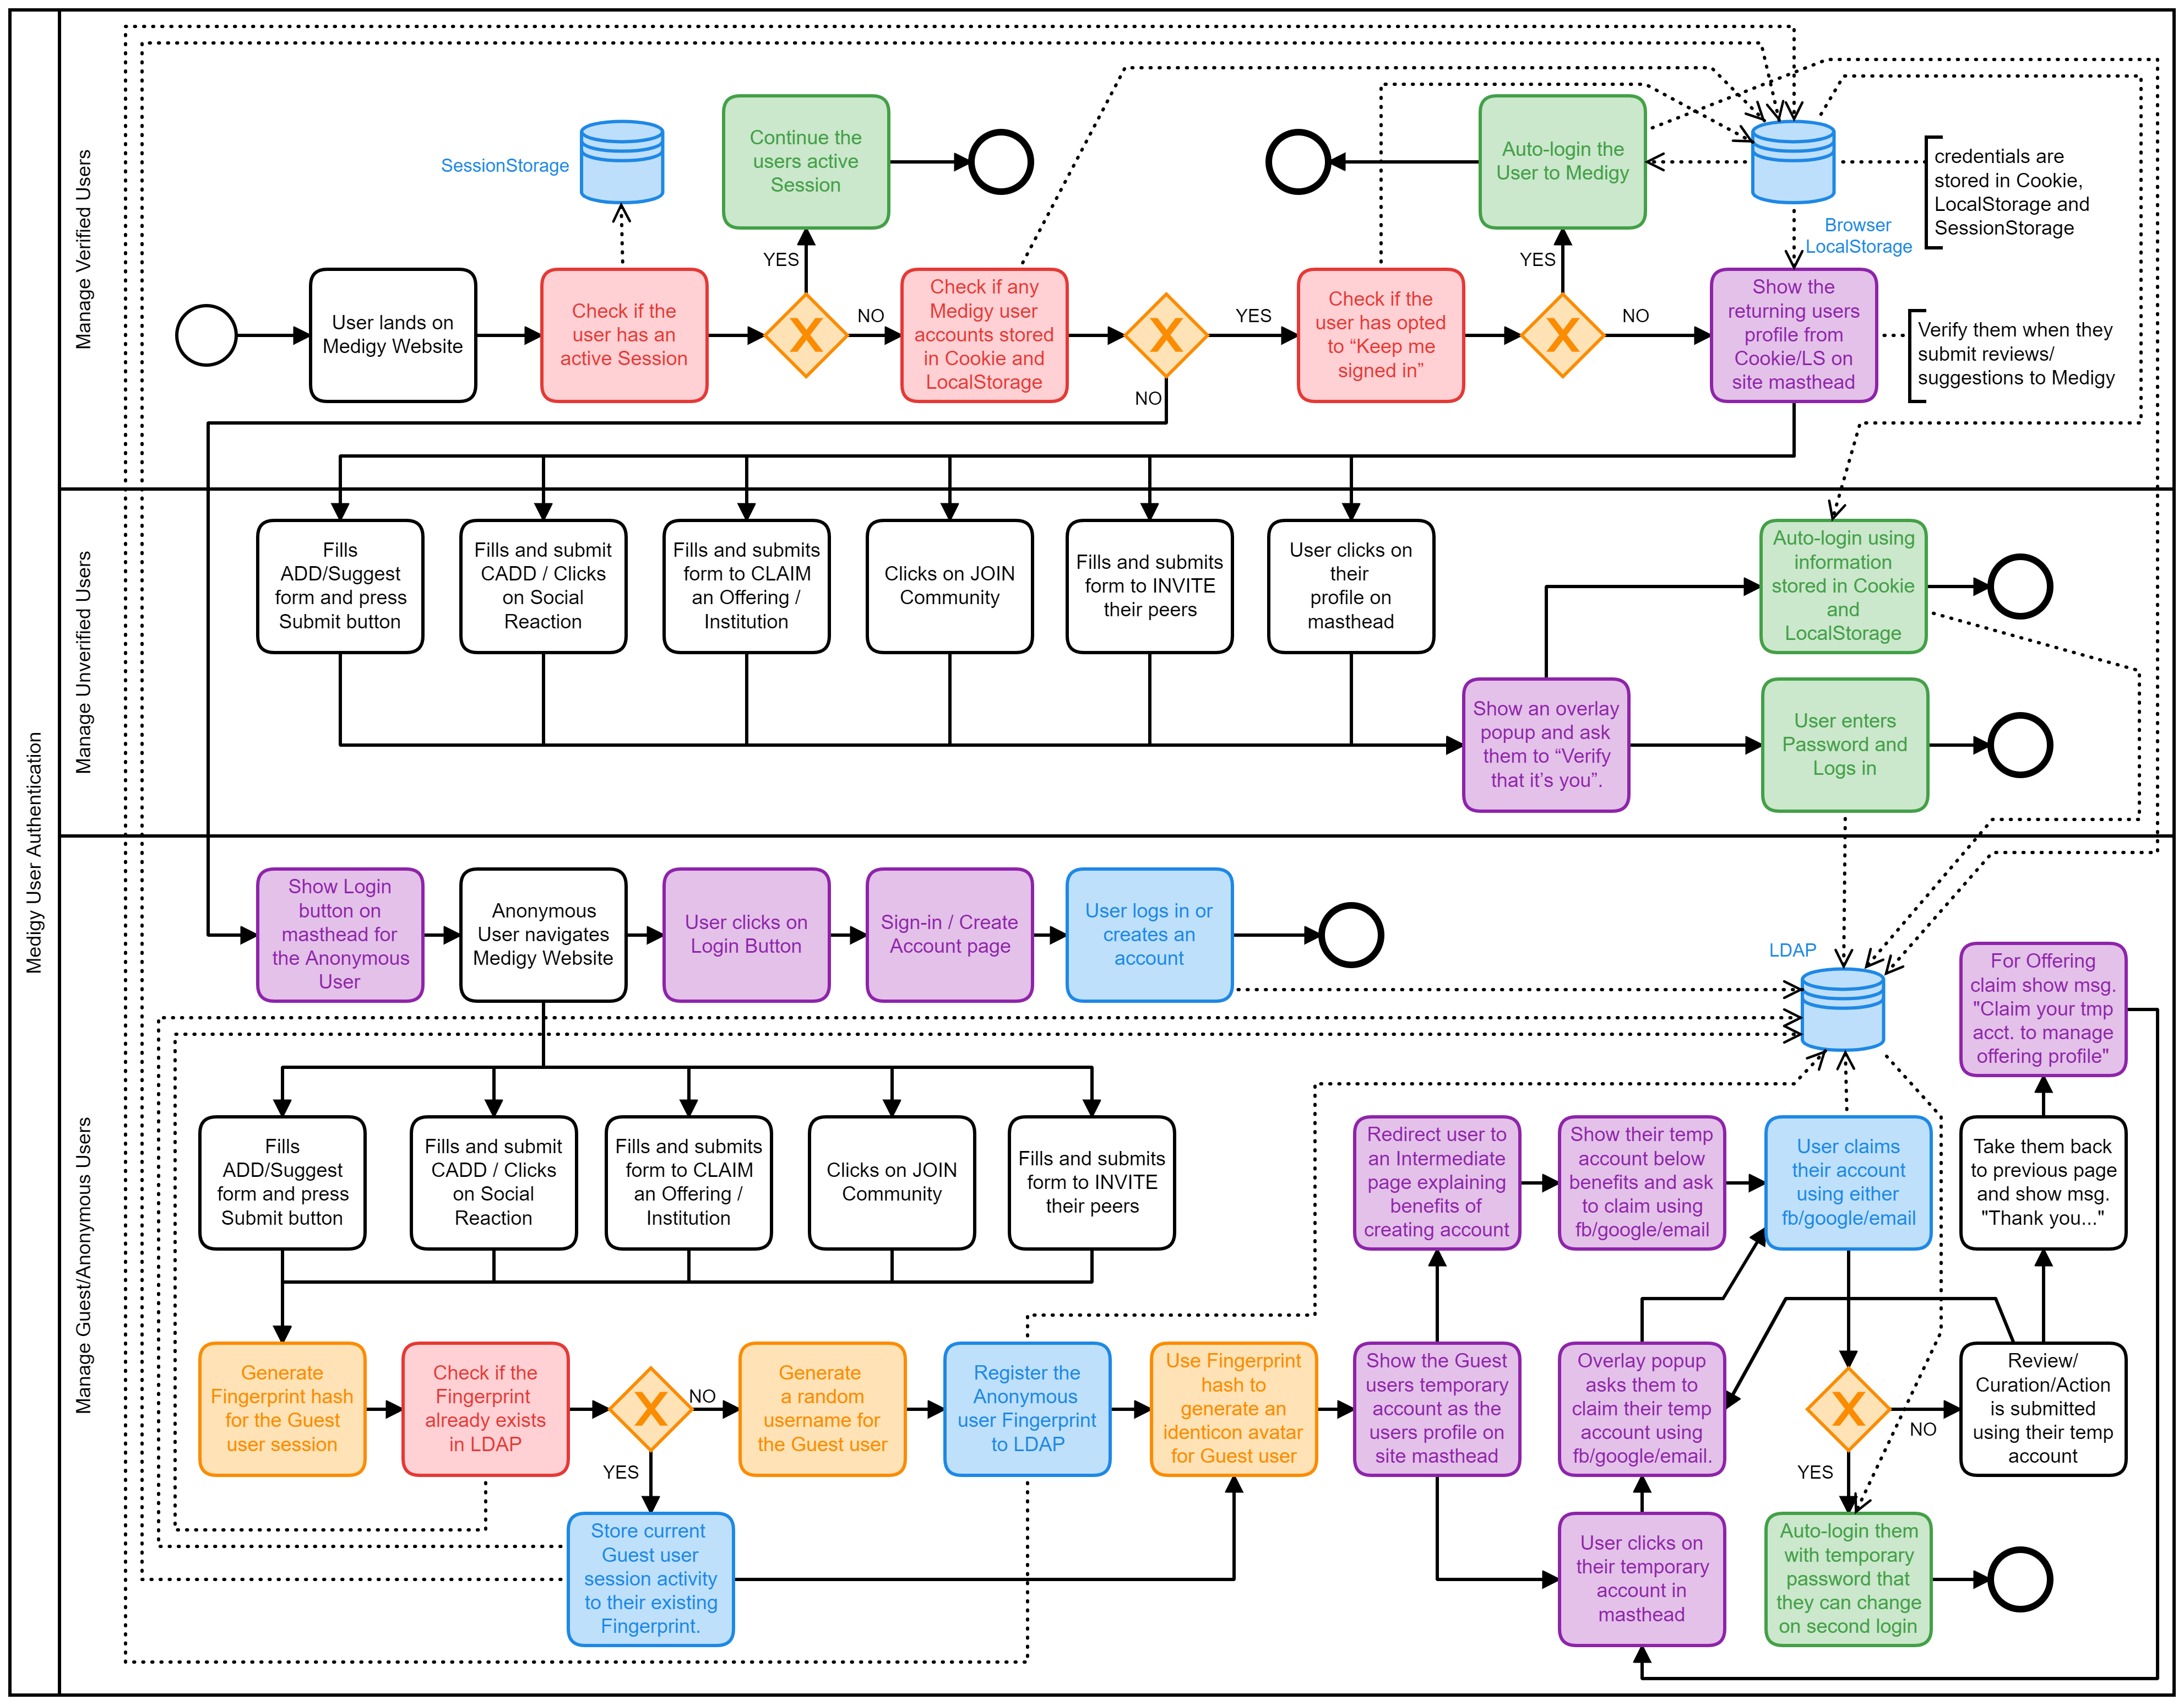 Medigy User Authentication
Manage Verified Users
SessionStorage
Continue the
users active
Session
Auto-login the
User to Medigy
Browser
LocalStorage
credentials are
stored in Cookie,
LocalStorage and
SessionStorage
User lands on
Medigy Website
Check if the
user has an
active Session
YES
NO
Check if any
Medigy user
accounts stored
in Cookie and
LocalStorage
YES
NO
Check if the
user has opted
to “Keep me
signed in”
YES
NO
Show the
returning users
profile from
Cookie/LS on
site masthead
Verify them when they
submit reviews/
suggestions to Medigy
Manage Unverified Users
Fills
ADD/Suggest
form and press
Submit button
Fills and submit
CADD / Clicks
on Social
Reaction
Fills and submits
form to CLAIM
an Offering /
Institution
Clicks on JOIN
Community
Fills and submits
form to INVITE
their peers
User clicks on
their
profile on
masthead
Auto-login using
information
stored in Cookie
and
LocalStorage
Show an overlay
popup and ask
them to “Verify
that it’s you”.
User enters
Password and
Logs in
Manage Guest/Anonymous Users
Show Login
button on
masthead for
the Anonymous
User
Anonymous
User navigates
Medigy Website
User clicks on
Login Button
Sign-in / Create
Account page
User logs in or
creates an
account
LDAP
For Offering
claim show msg.
"Claim your tmp
acct. to manage
offering profile"
Fills
ADD/Suggest
form and press
Submit button
Fills and submit
CADD / Clicks
on Social
Reaction
Fills and submits
form to CLAIM
an Offering /
Institution
Clicks on JOIN
Community
Fills and submits
form to INVITE
their peers
Redirect user to
an Intermediate
page explaining
benefits of
creating account
Show their temp
account below
benefits and ask
to claim using
fb/google/email
User claims
their account
using either
fb/google/email
Take them back
to previous page
and show msg.
"Thank you..."
Generate
Fingerprint hash
for the Guest
user session
Check if the
Fingerprint
already exists
in LDAP
NO
YES
Generate
a random
username for
the Guest user
Register the
Anonymous
user Fingerprint
to LDAP
Use Fingerprint
hash to
generate an
identicon avatar
for Guest user
Show the Guest
users temporary
account as the
users profile on
site masthead
Overlay popup
asks them to
claim their temp
account using
fb/google/email.
NO
YES
Review/
Curation/Action
is submitted
using their temp
account
Store current
Guest user
session activity
to their existing
Fingerprint.
User clicks on
their temporary
account in
masthead
Auto-login them
with temporary
password that
they can change
on second login